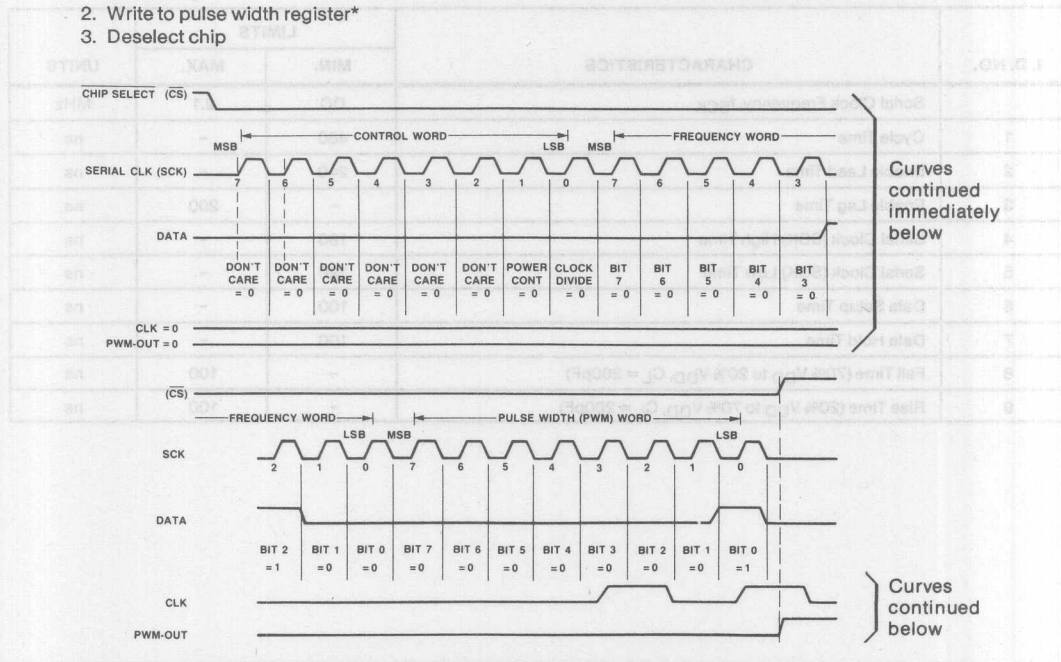 2. Write to pulse width register*
3. Deselect chip
CHIP SELECT (CS)
CONTROL WORD FREQUENCY WORD
MSB LSB MSB
SERIAL CLK (SCK)
7 6 5 4 3 2 1 0 7 6 5 4 3
DATA
DON'T DON'T DON'T DON'T DON'T DON'T POWER CLOCK BIT BIT BIT BIT BIT
CARE CARE CARE CARE CARE CARE CONT DIVIDE 7 6 5 4 3
= 0 = 0 = 0 = 0 = 0 = 0 = 0 = 0 = 0 = 0 = 0 = 0 = 0
CLK = 0
PWM-OUT = 0
Curves
continued
immediately
below
(CS)
FREQUENCY WORD PULSE WIDTH (PWM) WORD
LSB MSB LSB
SCK
2 1 0 7 6 5 4 3 2 1 0
DATA
BIT 2 BIT 1 BIT 0 BIT 7 BIT 6 BIT 5 BIT 4 BIT 3 BIT 2 BIT 1 BIT 0
= 1 = 0 = 0 = 0 = 0 = 0 = 0 = 0 = 0 = 0 = 1
CLK
PWM-OUT
Curves
continued
below